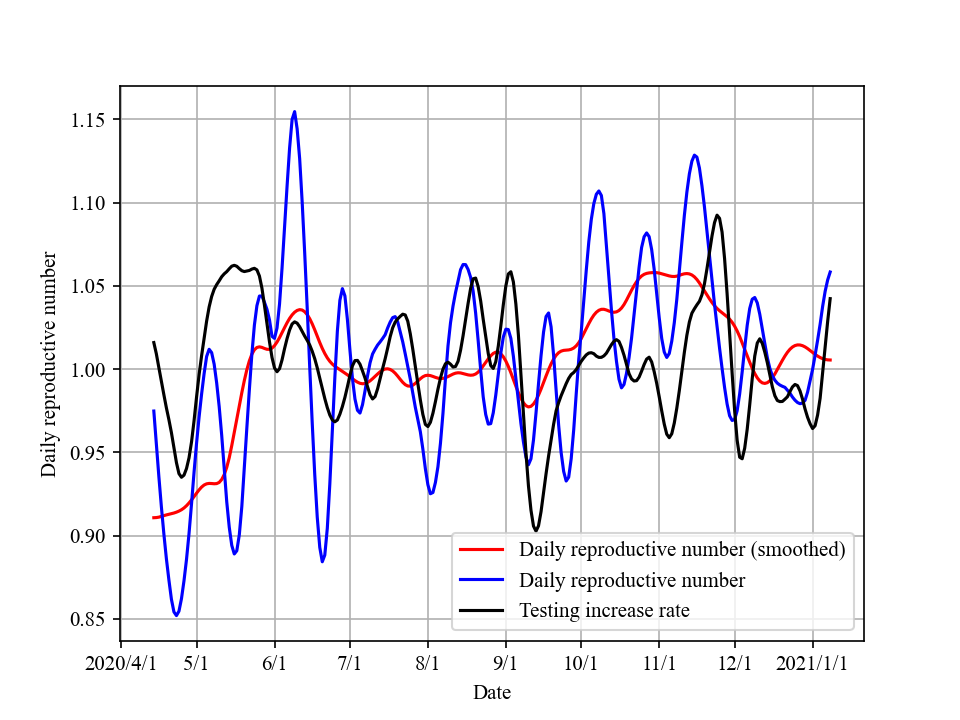 1.15
1.10
1.05
1.00
0.95
0.90
0.85
Daily reproductive number
Daily reproductive number (smoothed)
Daily reproductive number
Testing increase rate
2020/4/1 5/1 6/1 7/1 8/1 9/1 10/1 11/1 12/1 2021/1/1
Date